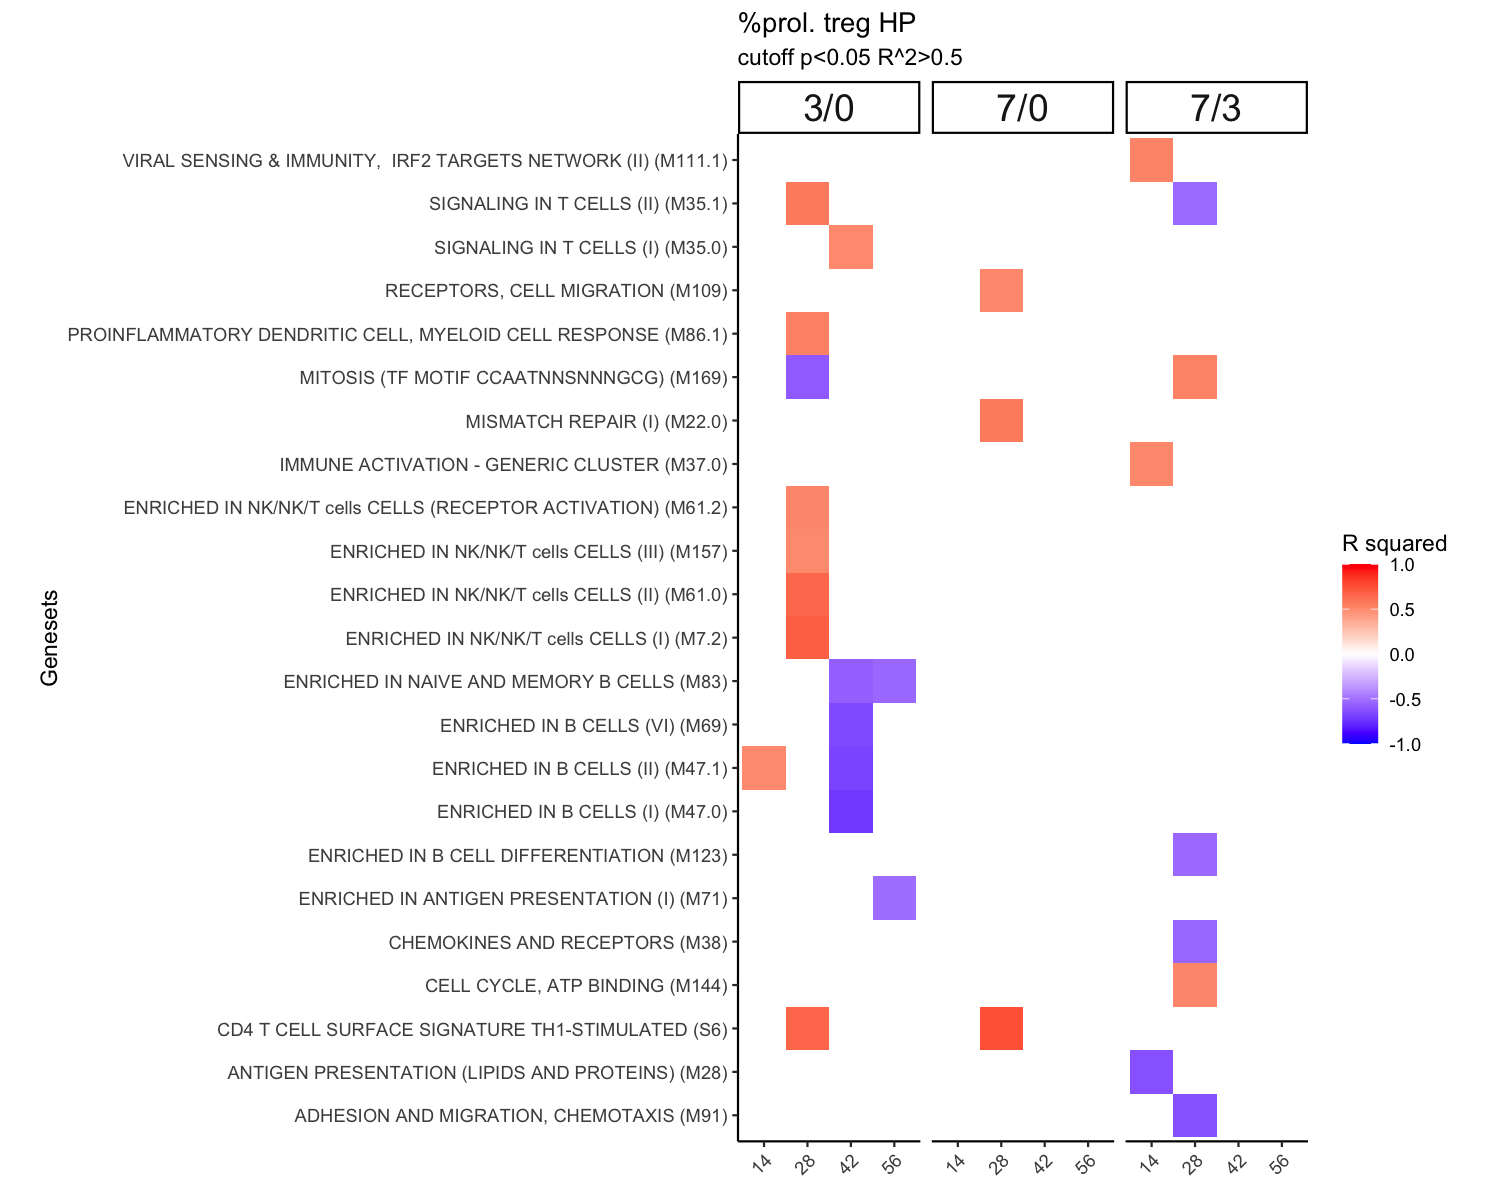 %prol. treg HP
cutoff p<0.05 R^2>0.5
3/0 7/0 7/3
VIRAL SENSING & IMMUNITY,  IRF2 TARGETS NETWORK (II) (M111.1)
SIGNALING IN T CELLS (II) (M35.1)
SIGNALING IN T CELLS (I) (M35.0)
RECEPTORS, CELL MIGRATION (M109)
PROINFLAMMATORY DENDRITIC CELL, MYELOID CELL RESPONSE (M86.1)
MITOSIS (TF MOTIF CCAATNNSNNNGCG) (M169)
MISMATCH REPAIR (I) (M22.0)
IMMUNE ACTIVATION - GENERIC CLUSTER (M37.0)
ENRICHED IN NK/NK/T cells CELLS (RECEPTOR ACTIVATION) (M61.2)
ENRICHED IN NK/NK/T cells CELLS (III) (M157)
ENRICHED IN NK/NK/T cells CELLS (II) (M61.0)
ENRICHED IN NK/NK/T cells CELLS (I) (M7.2)
ENRICHED IN NAIVE AND MEMORY B CELLS (M83)
ENRICHED IN B CELLS (VI) (M69)
ENRICHED IN B CELLS (II) (M47.1)
ENRICHED IN B CELLS (I) (M47.0)
ENRICHED IN B CELL DIFFERENTIATION (M123)
ENRICHED IN ANTIGEN PRESENTATION (I) (M71)
CHEMOKINES AND RECEPTORS (M38)
CELL CYCLE, ATP BINDING (M144)
CD4 T CELL SURFACE SIGNATURE TH1-STIMULATED (S6)
ANTIGEN PRESENTATION (LIPIDS AND PROTEINS) (M28)
ADHESION AND MIGRATION, CHEMOTAXIS (M91)
Genesets
14 28 42 56 14 28 42 56 14 28 42 56
R squared
1.0
0.5
0.0
-0.5
-1.0